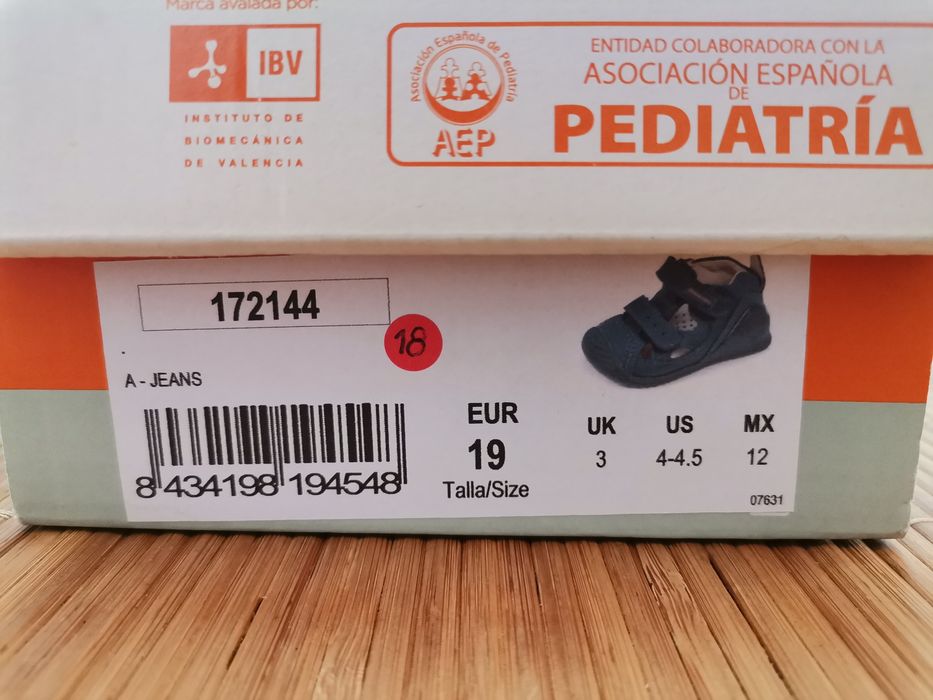 Marca avalada por:
IBV
INSTITUTO DE
BIOMECÁNICA
DE VALENCIA
Asociación Española de Pediatría
AEP
ENTIDAD COLABORADORA CON LA
ASOCIACIÓN ESPAÑOLA
DE
PEDIATRÍA
172144
18
A - JEANS
8 434198 194548
EUR
19
Talla/Size
UK US MX
3 4-4.5 12
07631